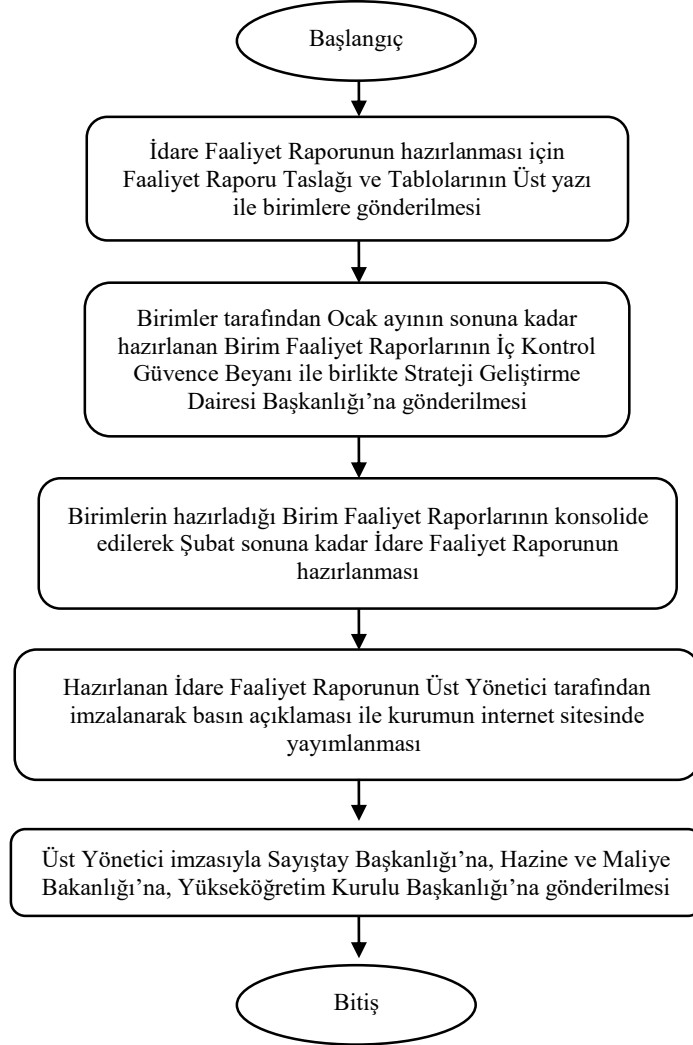 Başlangıç
İdare Faaliyet Raporunun hazırlanması için
Faaliyet Raporu Taslağı ve Tablolarının Üst yazı
ile birimlere gönderilmesi
Birimler tarafından Ocak ayının sonuna kadar
hazırlanan Birim Faaliyet Raporlarının İç Kontrol
Güvence Beyanı ile birlikte Strateji Geliştirme
Dairesi Başkanlığı’na gönderilmesi
Birimlerin hazırladığı Birim Faaliyet Raporlarının konsolide
edilerek Şubat sonuna kadar İdare Faaliyet Raporunun
hazırlanması
Hazırlanan İdare Faaliyet Raporunun Üst Yönetici tarafından
imzalanarak basın açıklaması ile kurumun internet sitesinde
yayımlanması
Üst Yönetici imzasıyla Sayıştay Başkanlığı’na, Hazine ve Maliye
Bakanlığı’na, Yükseköğretim Kurulu Başkanlığı’na gönderilmesi
Bitiş